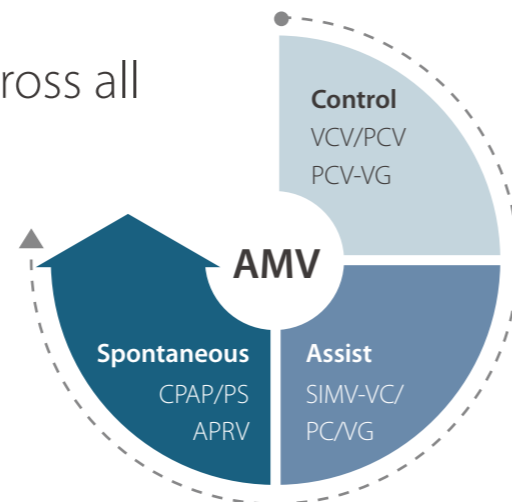 ross all
Control
VCV/PCV
PCV-VG
AMV
Spontaneous
CPAP/PS
APRV
Assist
SIMV-VC/
PC/VG